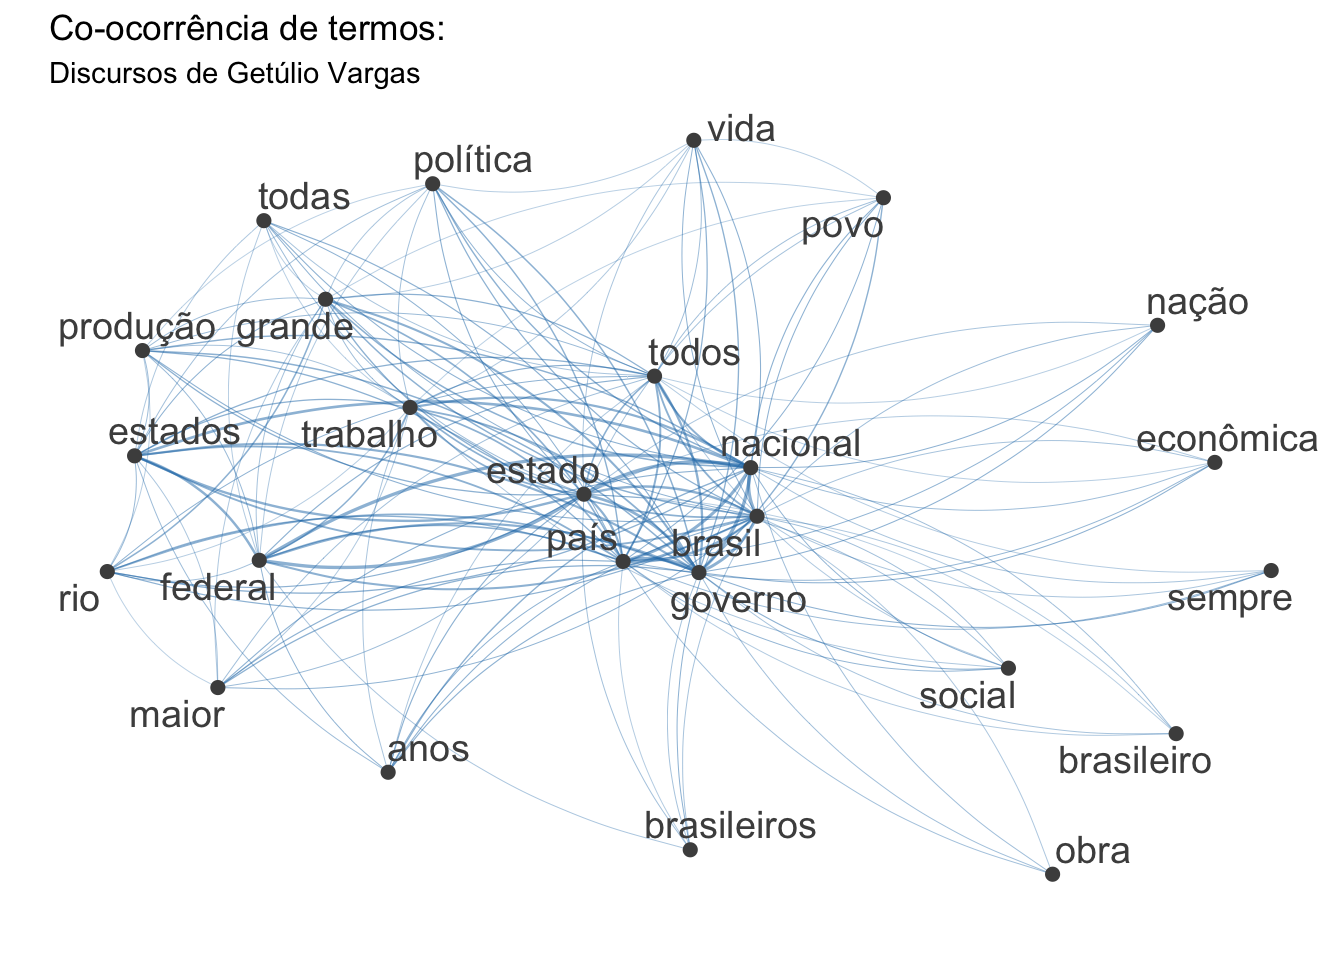 Co-ocorrência de termos:
Discursos de Getúlio Vargas
vida
política
todas
povo
nação
produção
grande
todos
estados
trabalho
nacional
econômica
estado
país
brasil
rio
federal
governo
sempre
maior
social
anos
brasileiro
brasileiros
obra